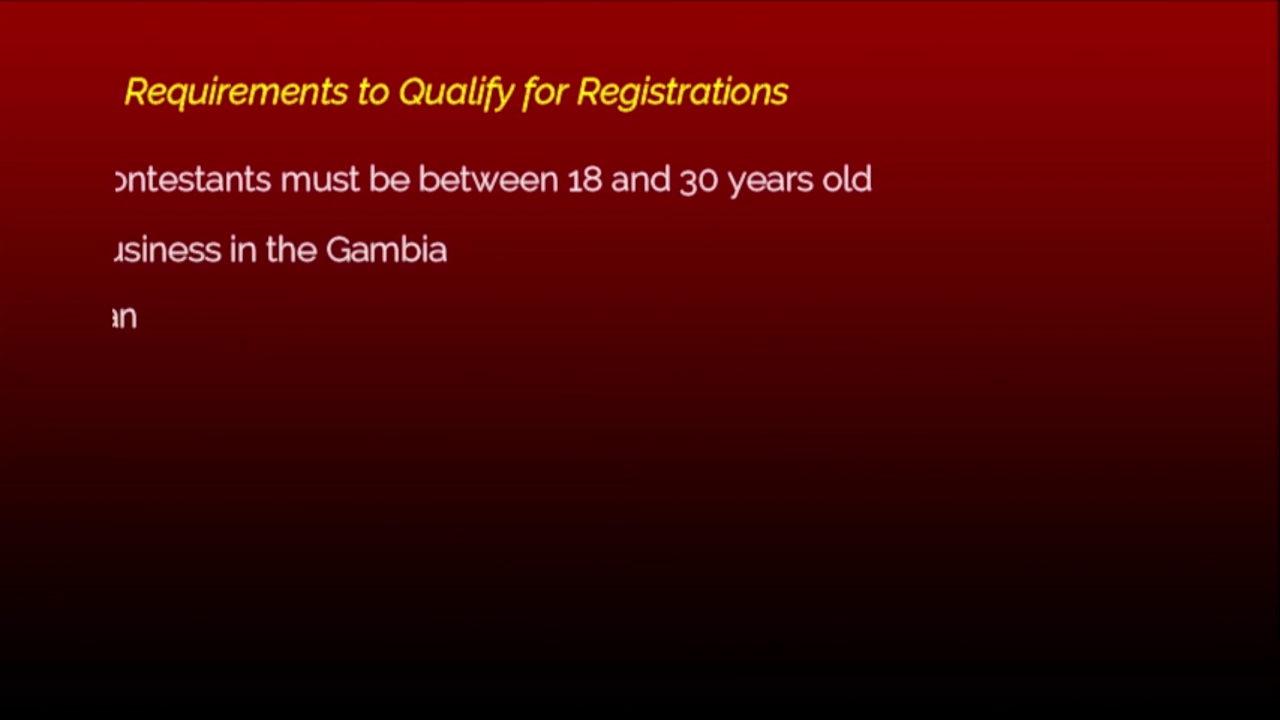 Requirements to Qualify for Registrations
ontestants must be between 18 and 30 years old
usiness in the Gambia
an